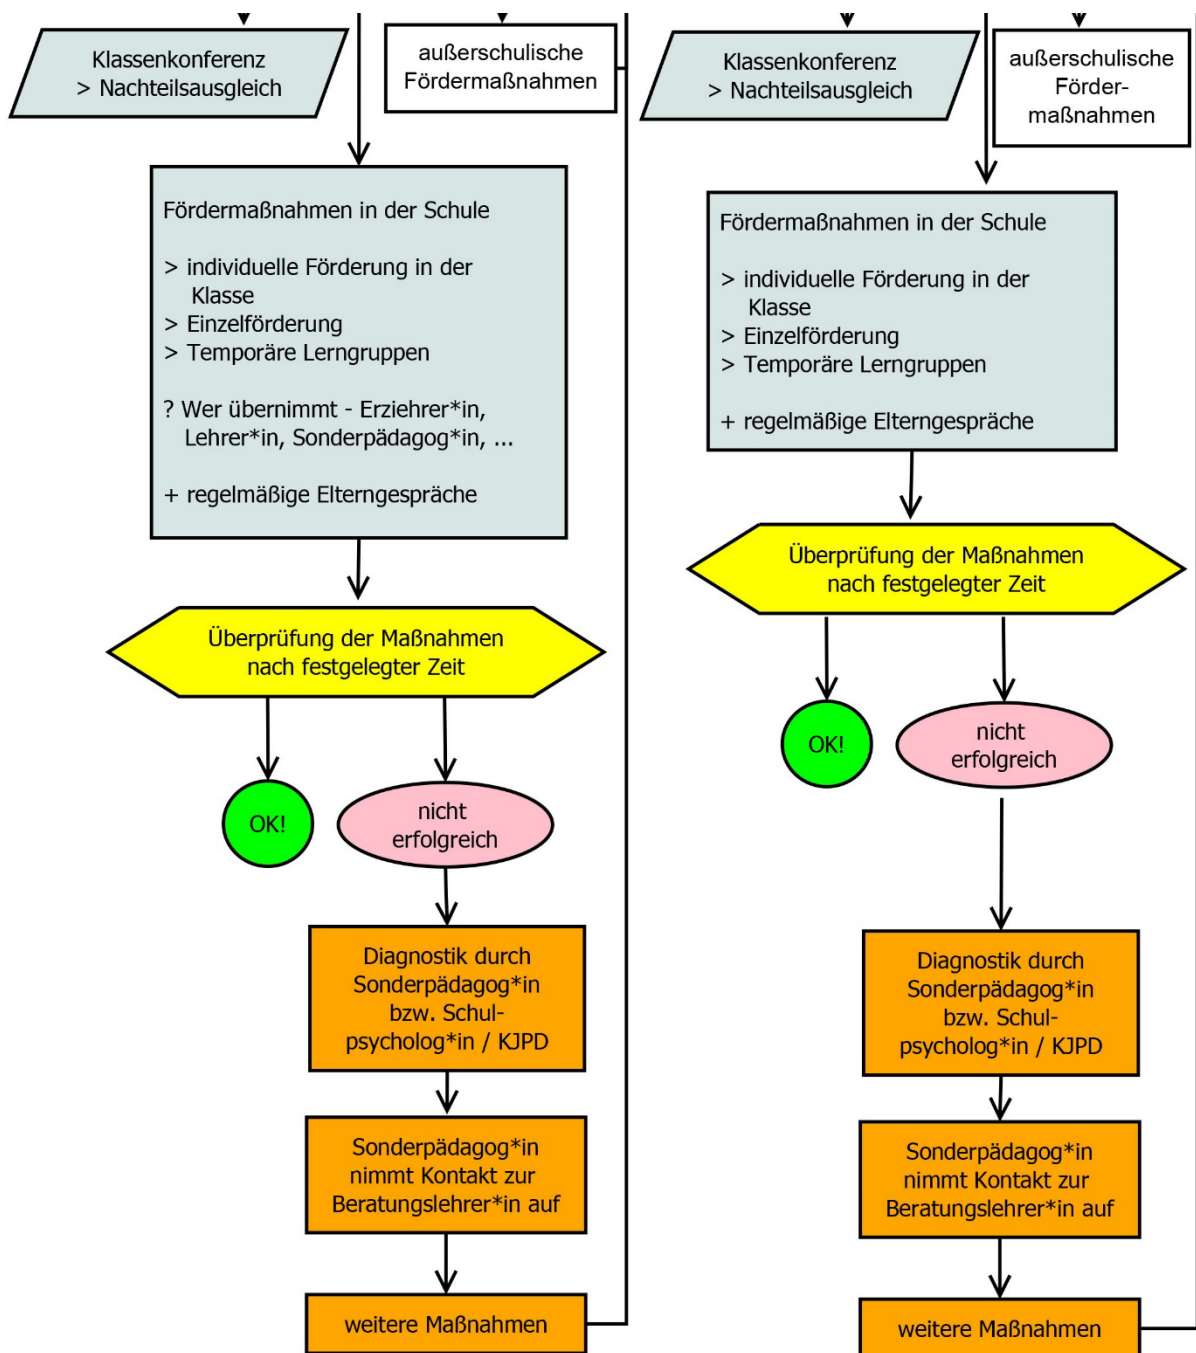 Klassenkonferenz
> Nachteilsausgleich
außerschulische
Fördermaßnahmen
Fördermaßnahmen in der Schule
> individuelle Förderung in der
Klasse
> Einzelförderung
> Temporäre Lerngruppen
? Wer übernimmt - Erziehrer*in,
Lehrer*in, Sonderpädagog*in, ...
+ regelmäßige Elterngespräche
Überprüfung der Maßnahmen
nach festgelegter Zeit
OK!
nicht
erfolgreich
Diagnostik durch
Sonderpädagog*in
bzw. Schul-
psycholog*in / KJPD
Sonderpädagog*in
nimmt Kontakt zur
Beratungslehrer*in auf
weitere Maßnahmen
Klassenkonferenz
> Nachteilsausgleich
außerschulische
Förder-
maßnahmen
Fördermaßnahmen in der Schule
> individuelle Förderung in der
Klasse
> Einzelförderung
> Temporäre Lerngruppen
+ regelmäßige Elterngespräche
Überprüfung der Maßnahmen
nach festgelegter Zeit
OK!
nicht
erfolgreich
Diagnostik durch
Sonderpädagog*in
bzw. Schul-
psycholog*in / KJPD
Sonderpädagog*in
nimmt Kontakt zur
Beratungslehrer*in auf
weitere Maßnahmen